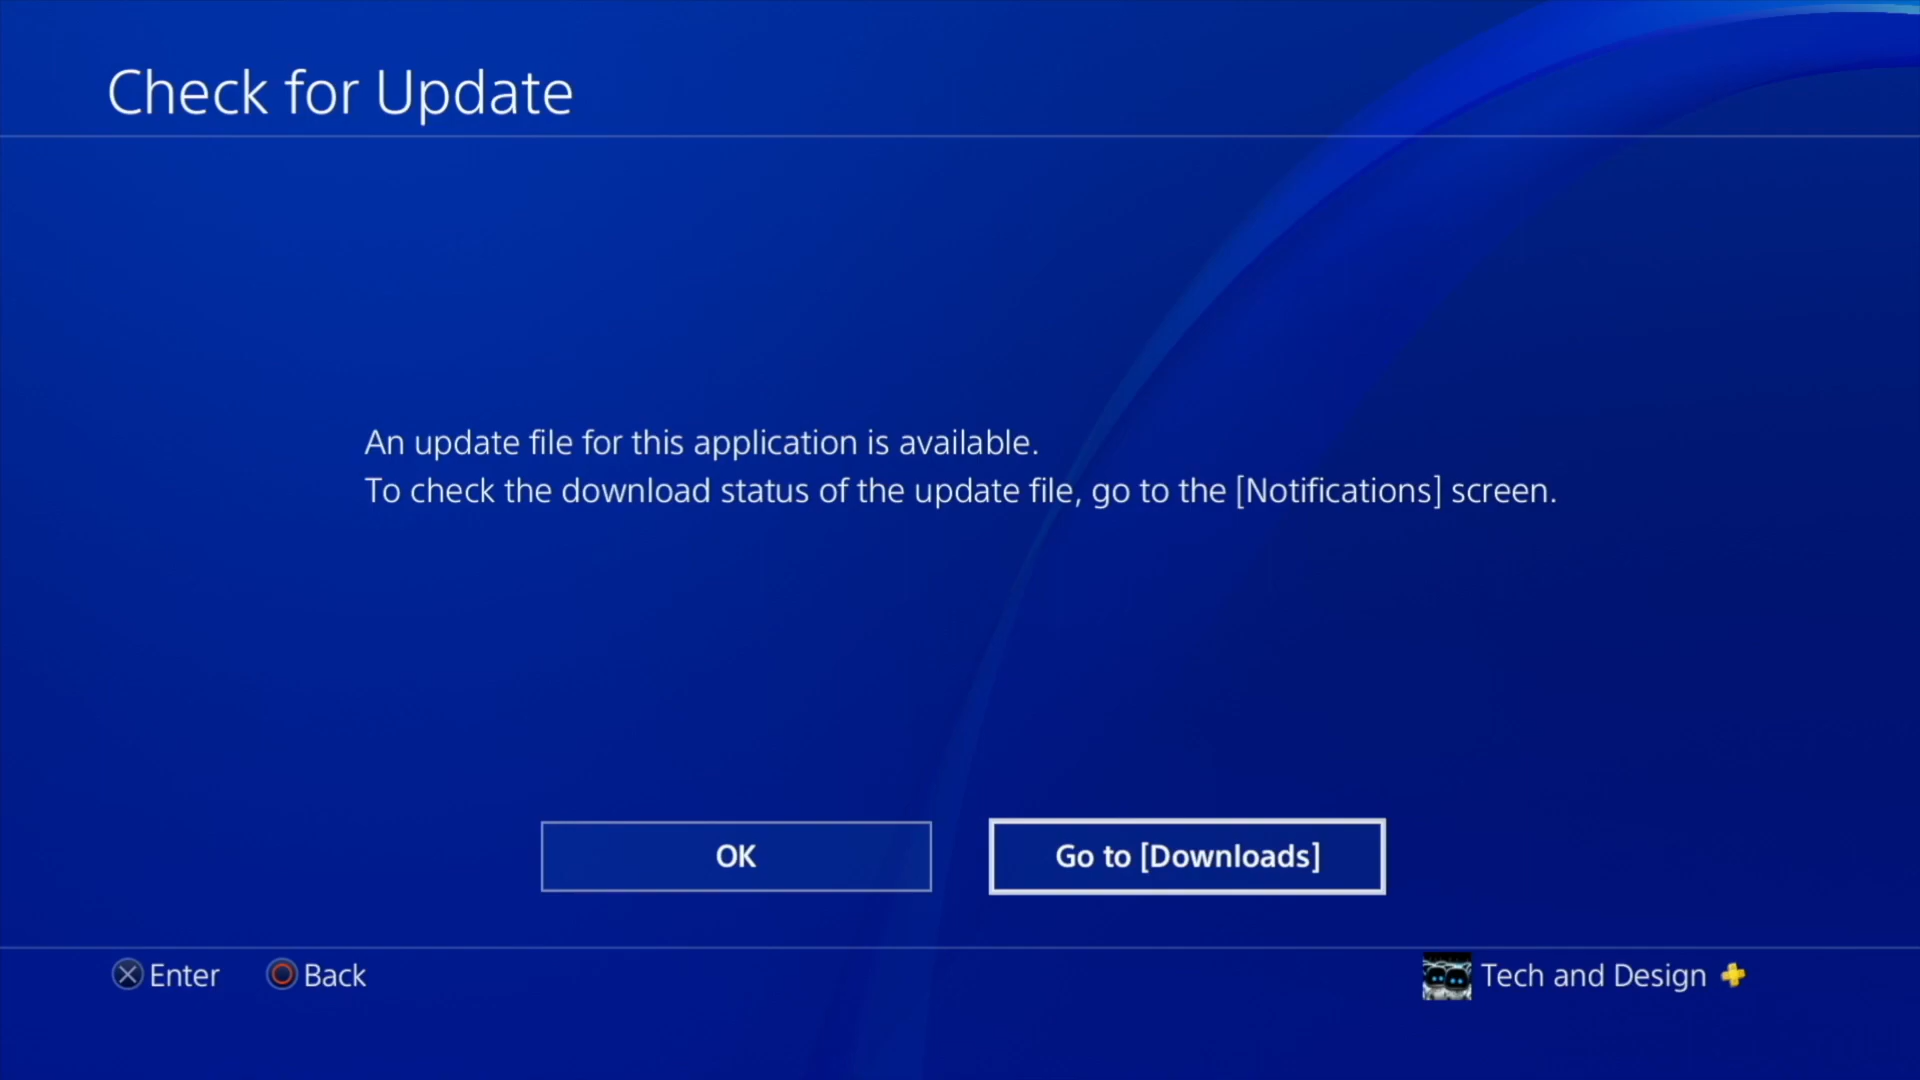 Check for Update
An update file for this application is available.
To check the download status of the update file, go to the [Notifications] screen.
OK
Go to [Downloads]
Enter
Back
Tech and Design